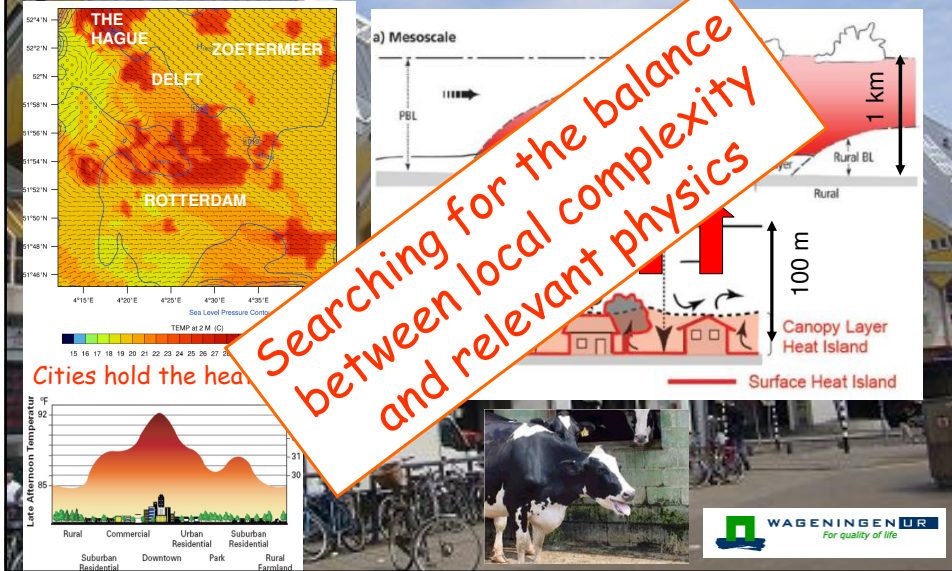 52°4'N
52°2'N
52°N
51°58'N
51°56'N
51°54'N
51°52'N
51°50'N
51°48'N
51°46'N
THE
HAGUE
ZOETERMEER
DELFT
ROTTERDAM
4°15'E 4°20'E 4°25'E 4°30'E 4°35'E
Sea Level Pressure
TEMP at 2 M (C)
15 16 17 18 19 20 21 22 23 24 25 26 27
Cities hold the
a) Mesoscale
PBL
Rural BL
Rural
1 km
Searching for the balance
between local complexity
and relevant physics
100 m
Canopy Layer
Heat Island
Surface Heat Island
Late Afternoon Temperatur
°F
92
85
31
30
Rural Commercial Urban
Residential Suburban
Residential
Suburban
Residential Downtown Park Rural
Farmland
WAGENINGEN UR
For quality of life